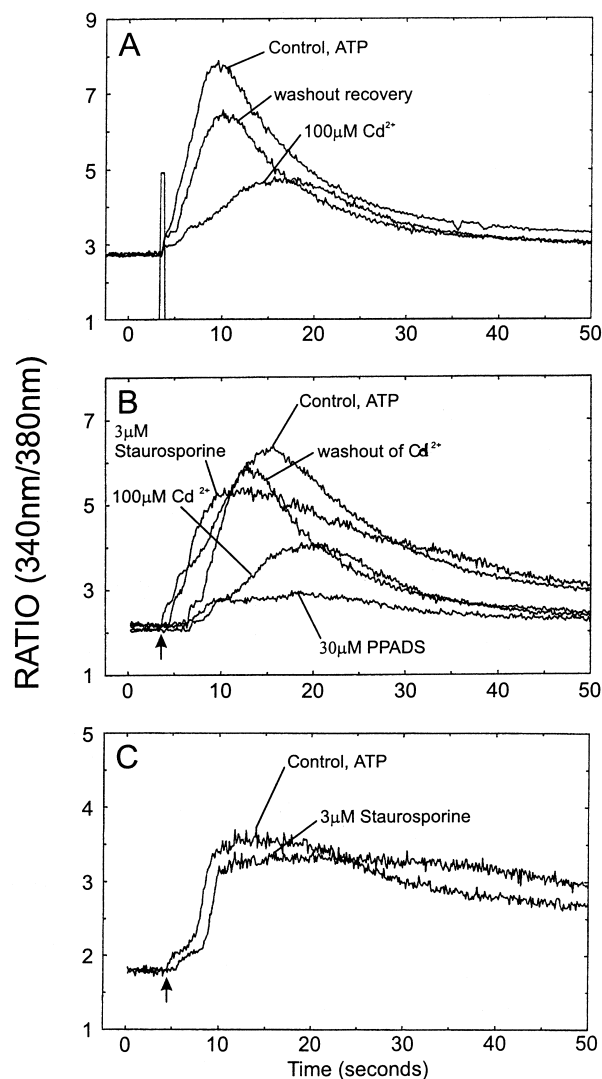 RATIO (340nm/380nm)
A
9
7
5
3
1
Control, ATP
washout recovery
100μM Cd²⁺
0 10 20 30 40 50
B
7
5
3
1
Control, ATP
3μM
Staurosporine
washout of Cd²⁺
100μM Cd²⁺
30μM PPADS
0 10 20 30 40 50
C
5
4
3
2
1
Control, ATP
3μM Staurosporine
0 10 20 30 40 50
Time (seconds)